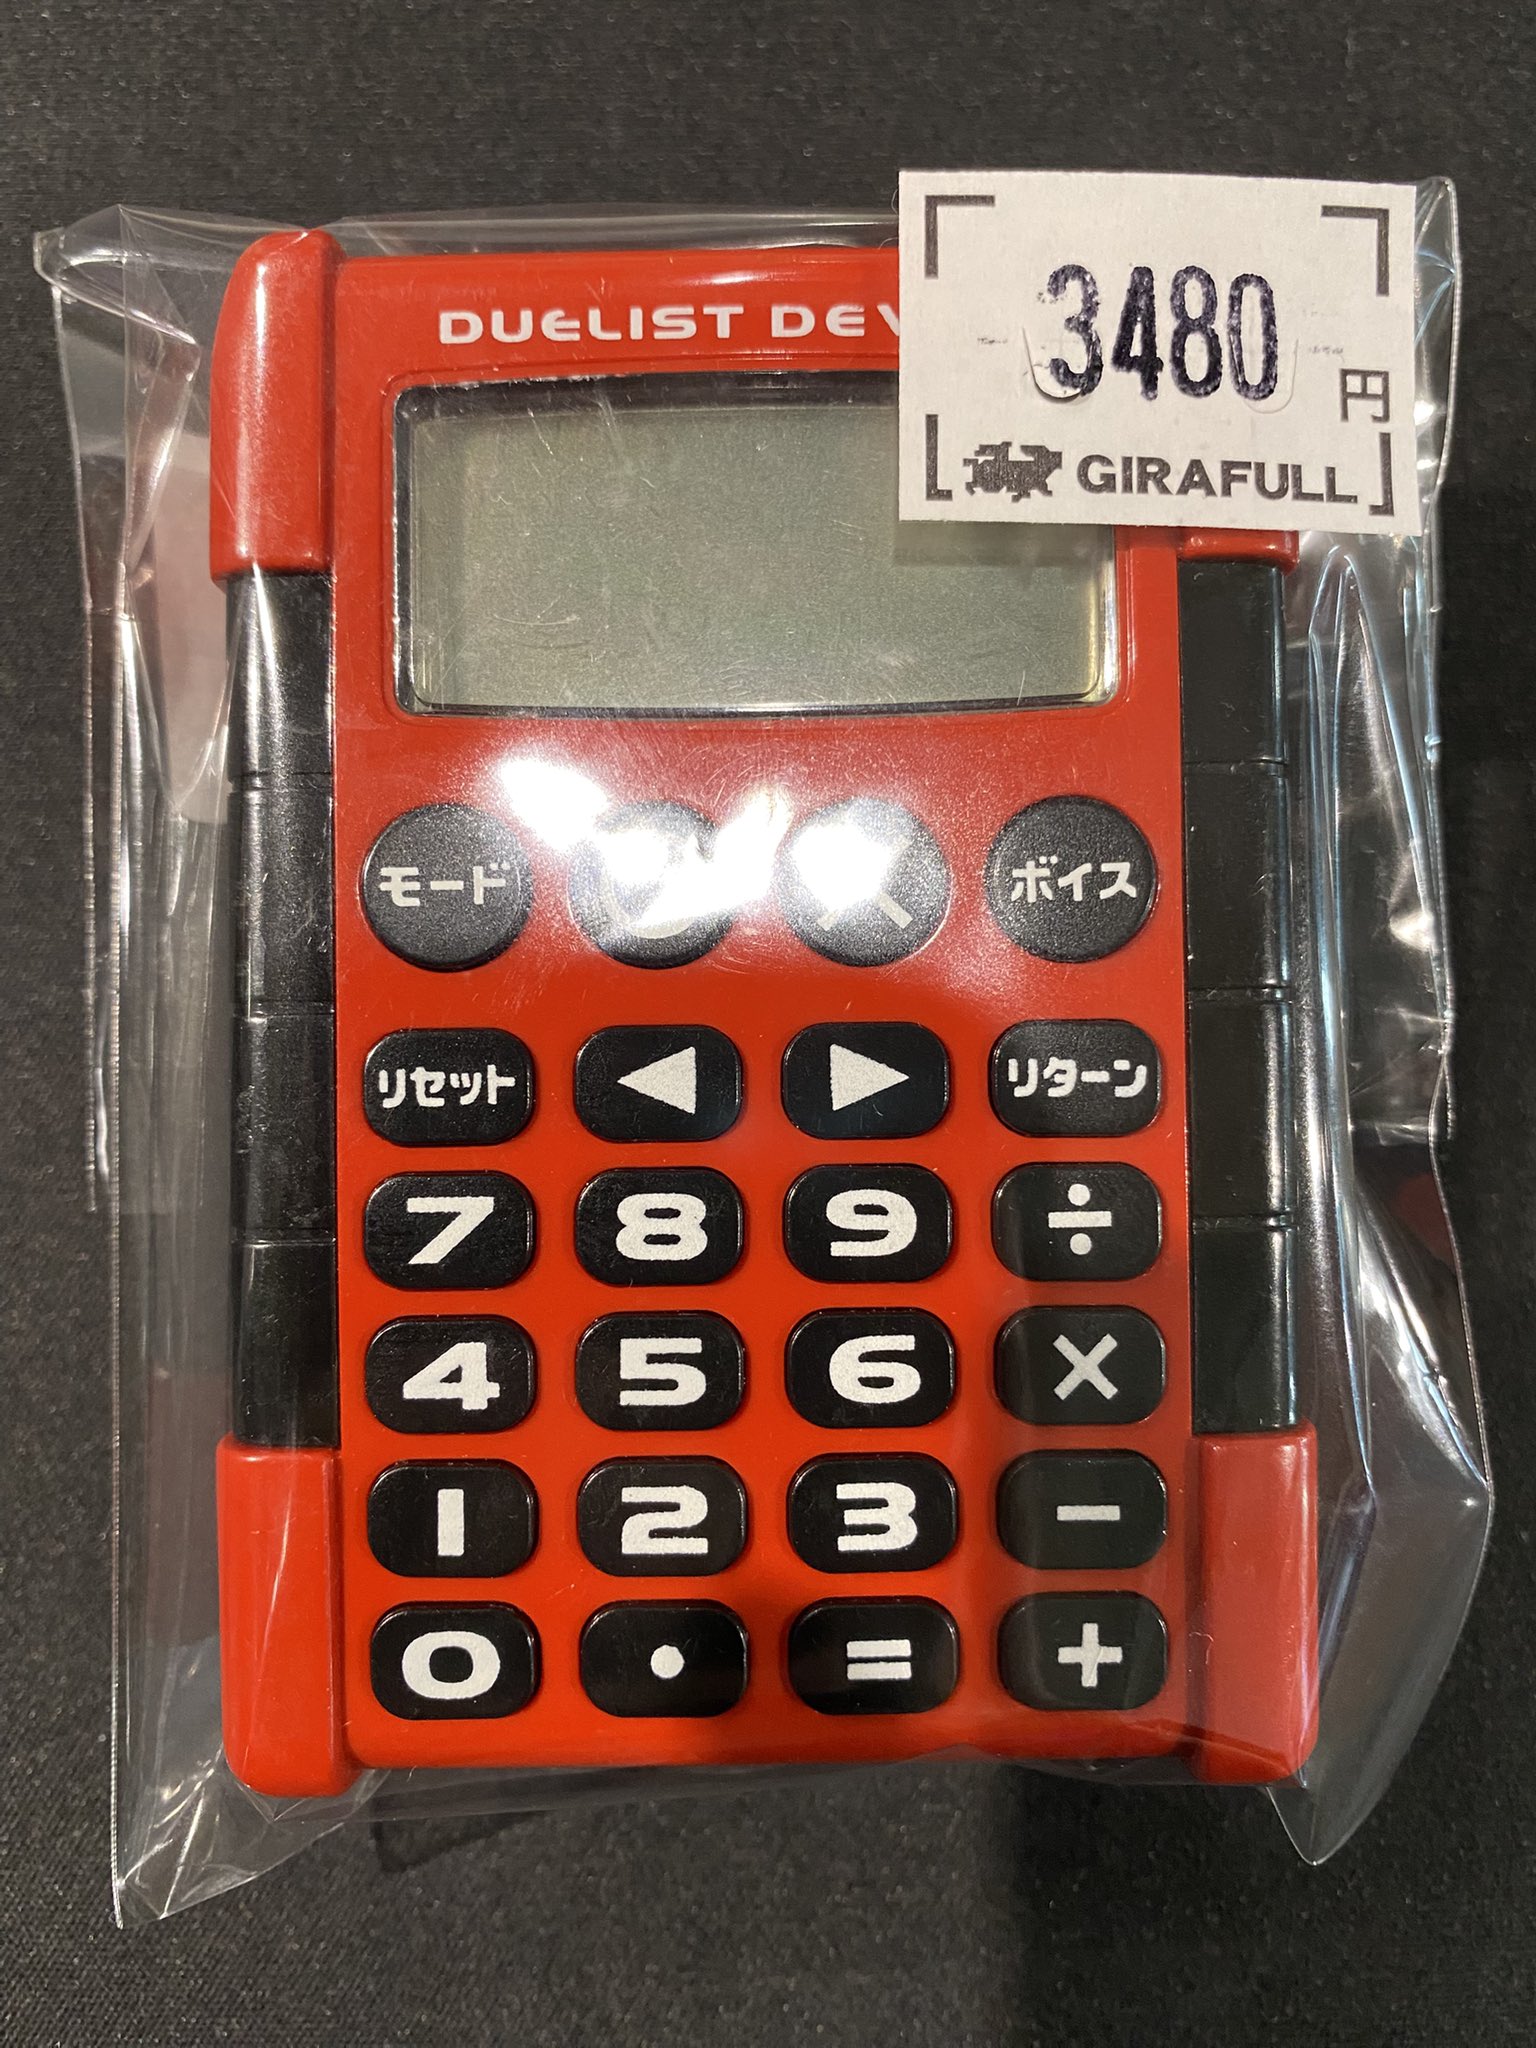 DUELIST DEV
3480
円
GIRAFULL
モード
ボイス
リセット ◀ ▶ リターン
7 8 9 ÷
4 5 6 ×
1 2 3 −
0 . = +